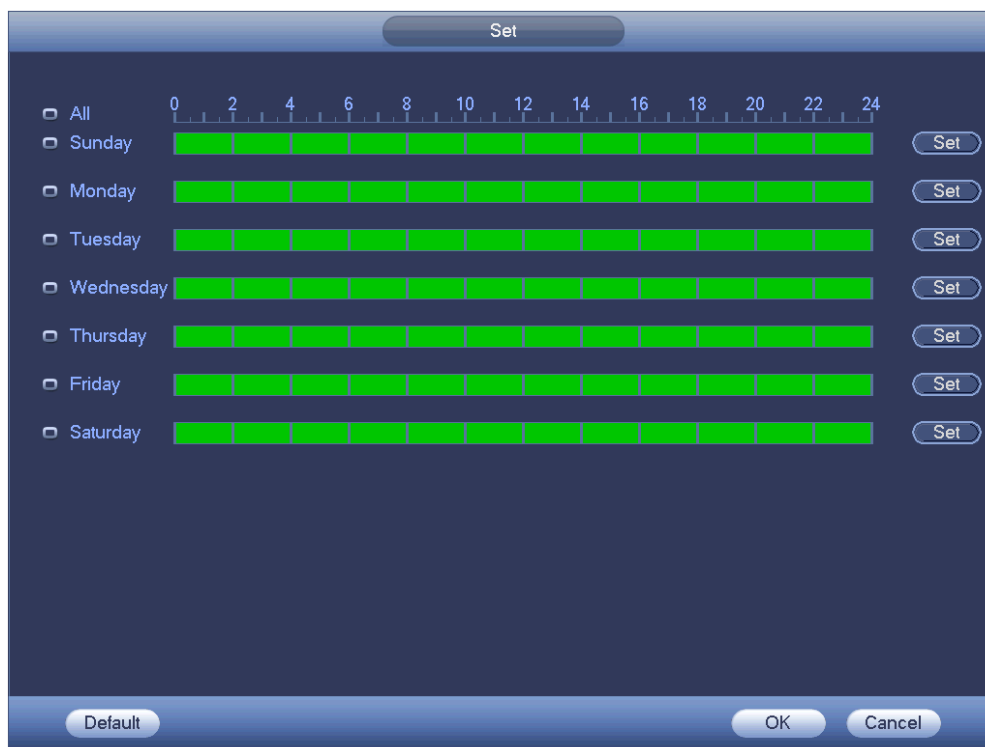 Set
All 0 2 4 6 8 10 12 14 16 18 20 22 24
Sunday Set
Monday Set
Tuesday Set
Wednesday Set
Thursday Set
Friday Set
Saturday Set
Default OK Cancel